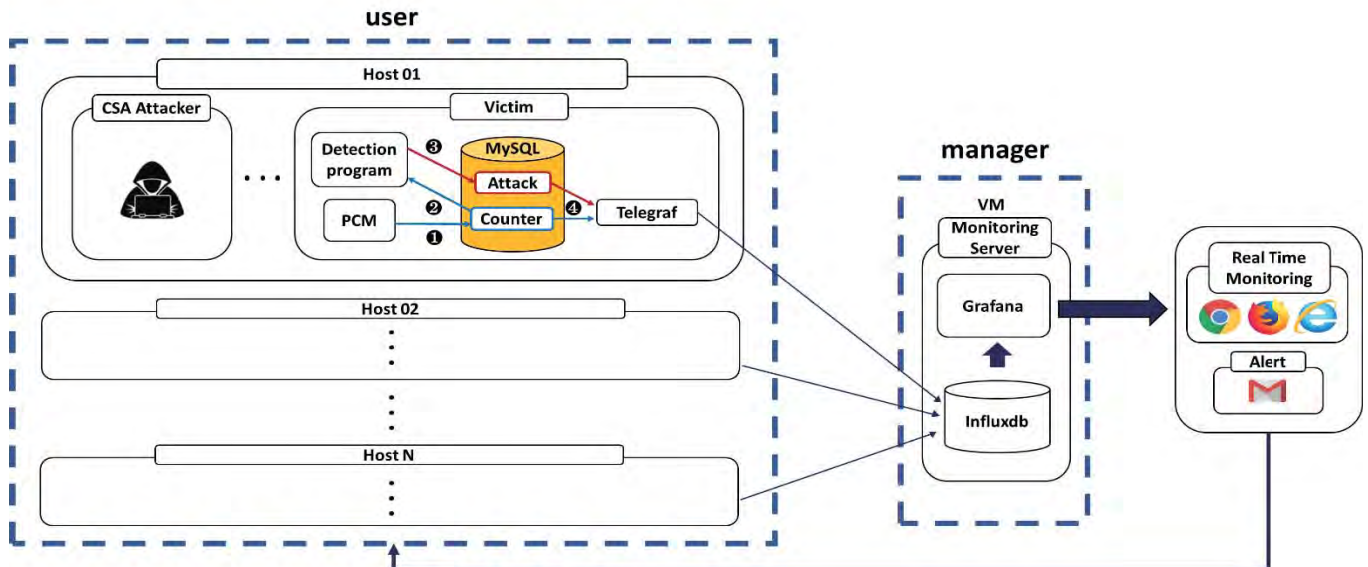 user
Host 01
CSA Attacker
Victim
Detection
program
❸
MySQL
Attack
❷
Counter
❹
Telegraf
PCM
❶
Host 02
Host N
manager
VM
Monitoring
Server
Grafana
Influxdb
Real Time
Monitoring
Alert